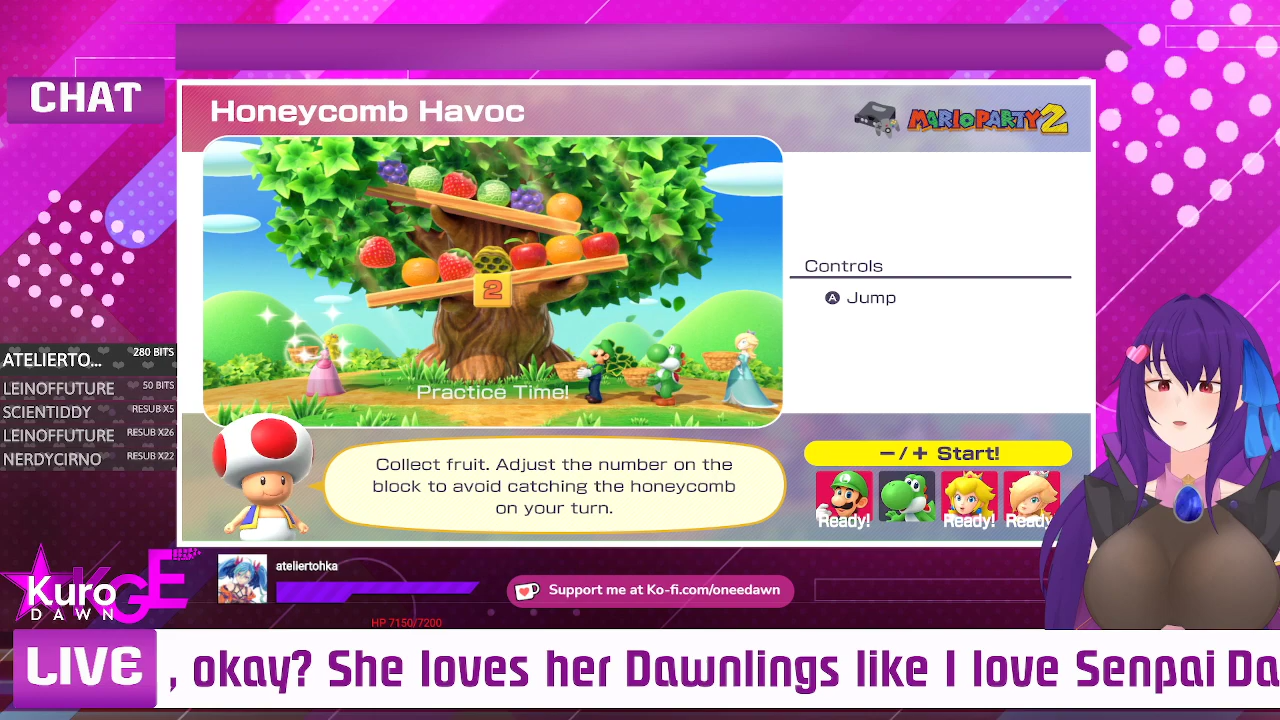 CHAT
Honeycomb Havoc
MARIO PARTY 2
2
Practice Time!
Controls
A Jump
ATELIERTO... 280 BITS
LEINOFFUTURE 50 BITS
SCIENTIDDY RESUB X5
LEINOFFUTURE RESUB X26
NERDYCIRNO RESUB X22
Collect fruit. Adjust the number on the
block to avoid catching the honeycomb
on your turn.
−/+ Start!
Ready! Ready! Ready
Kuro
DAWN
KGE
ateliertohka
Support me at Ko-fi.com/oneedawn
HP 7150/7200
LIVE
, okay? She loves her Dawnlings like I love Senpai Da